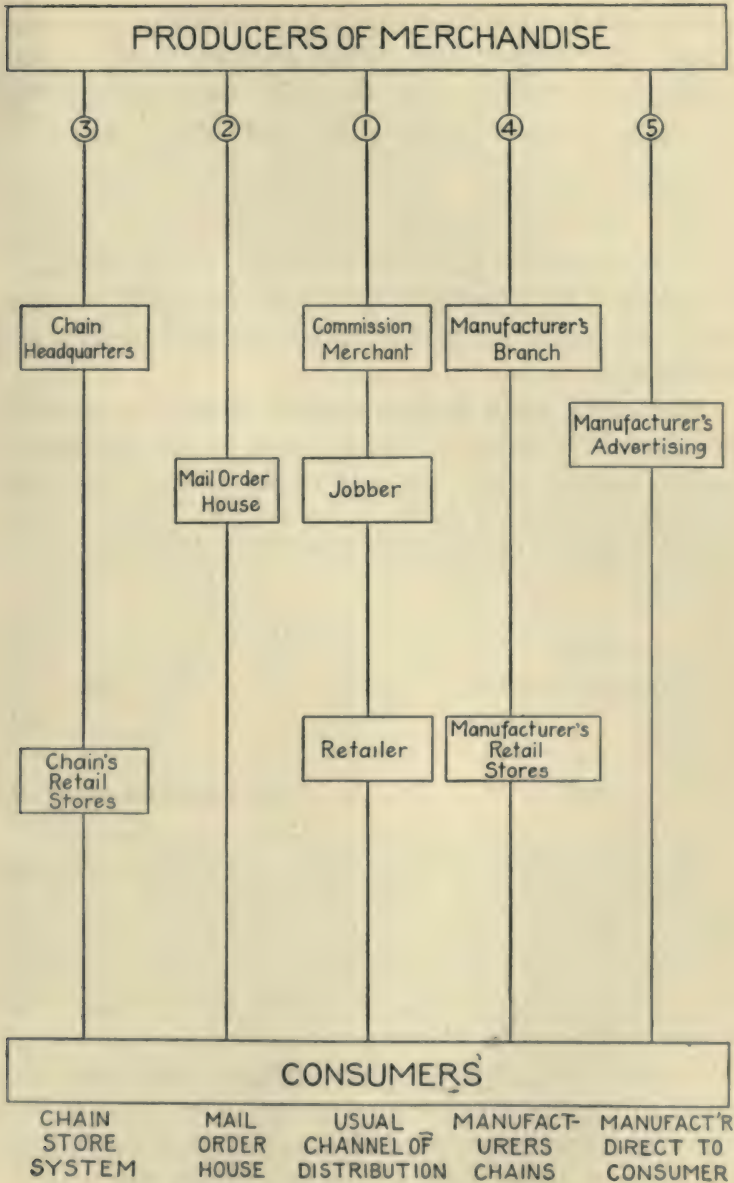 PRODUCERS OF MERCHANDISE
③ ② ① ④ ⑤
Chain
Headquarters
Commission
Merchant
Manufacturer's
Branch
Manufacturer's
Advertising
Mail Order
House
Jobber
Chain's
Retail
Stores
Retailer
Manufacturer's
Retail
Stores
CONSUMERS
CHAIN
STORE
SYSTEM
MAIL
ORDER
HOUSE
USUAL
CHANNEL OF
DISTRIBUTION
MANUFACT-
URERS
CHAINS
MANUFACT'R
DIRECT TO
CONSUMER